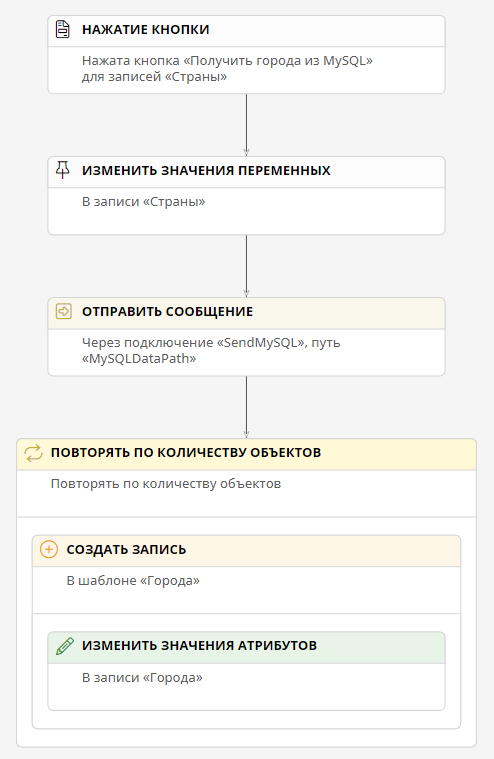 НАЖАТИЕ КНОПКИ
Нажата кнопка «Получить города из MySQL»
для записей «Страны»
ИЗМЕНИТЬ ЗНАЧЕНИЯ ПЕРЕМЕННЫХ
В записи «Страны»
ОТПРАВИТЬ СООБЩЕНИЕ
Через подключение «SendMySQL», путь
«MySQLDataPath»
ПОВТОРЯТЬ ПО КОЛИЧЕСТВУ ОБЪЕКТОВ
Повторять по количеству объектов
СОЗДАТЬ ЗАПИСЬ
В шаблоне «Города»
ИЗМЕНИТЬ ЗНАЧЕНИЯ АТРИБУТОВ
В записи «Города»